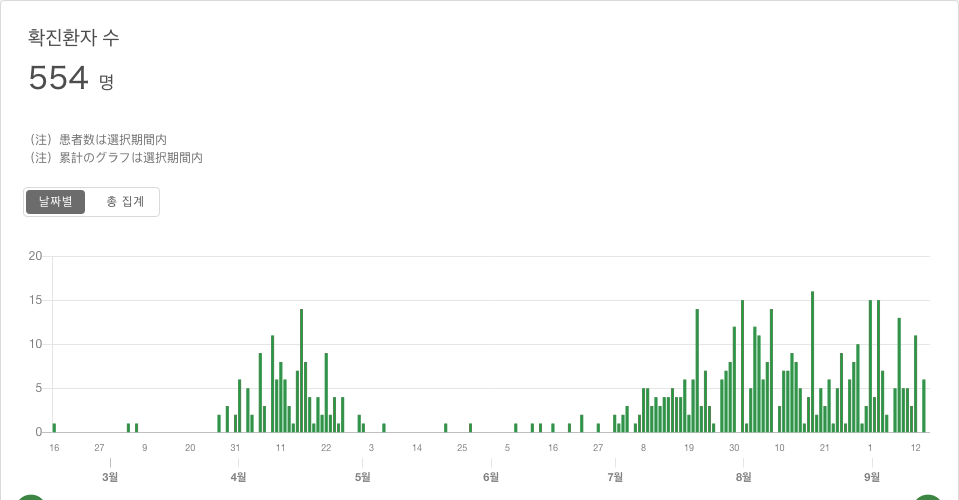 확진환자 수
554 명
（注）患者数は選択期間内
（注）累計のグラフは選択期間内
날짜별 총 집계
20
15
10
5
0
16 27 9 20 31 11 22 3 14 25 5 16 27 8 19 30 10 21 1 12
3월 4월 5월 6월 7월 8월 9월